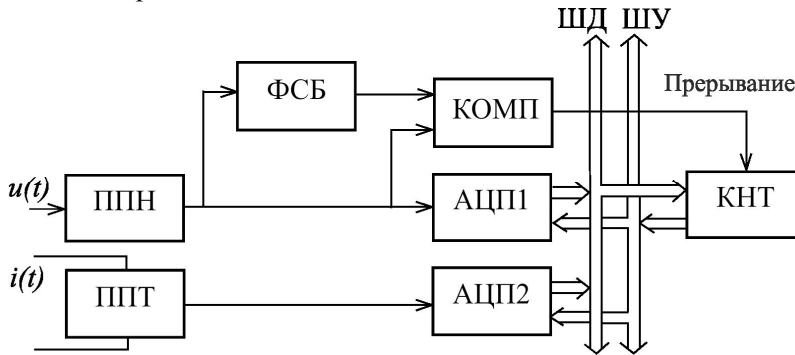 ШД ШУ
ФСБ
КОМП
Прерывание
u(t)
ППН
АЦП1
КНТ
i(t)
ППТ
АЦП2